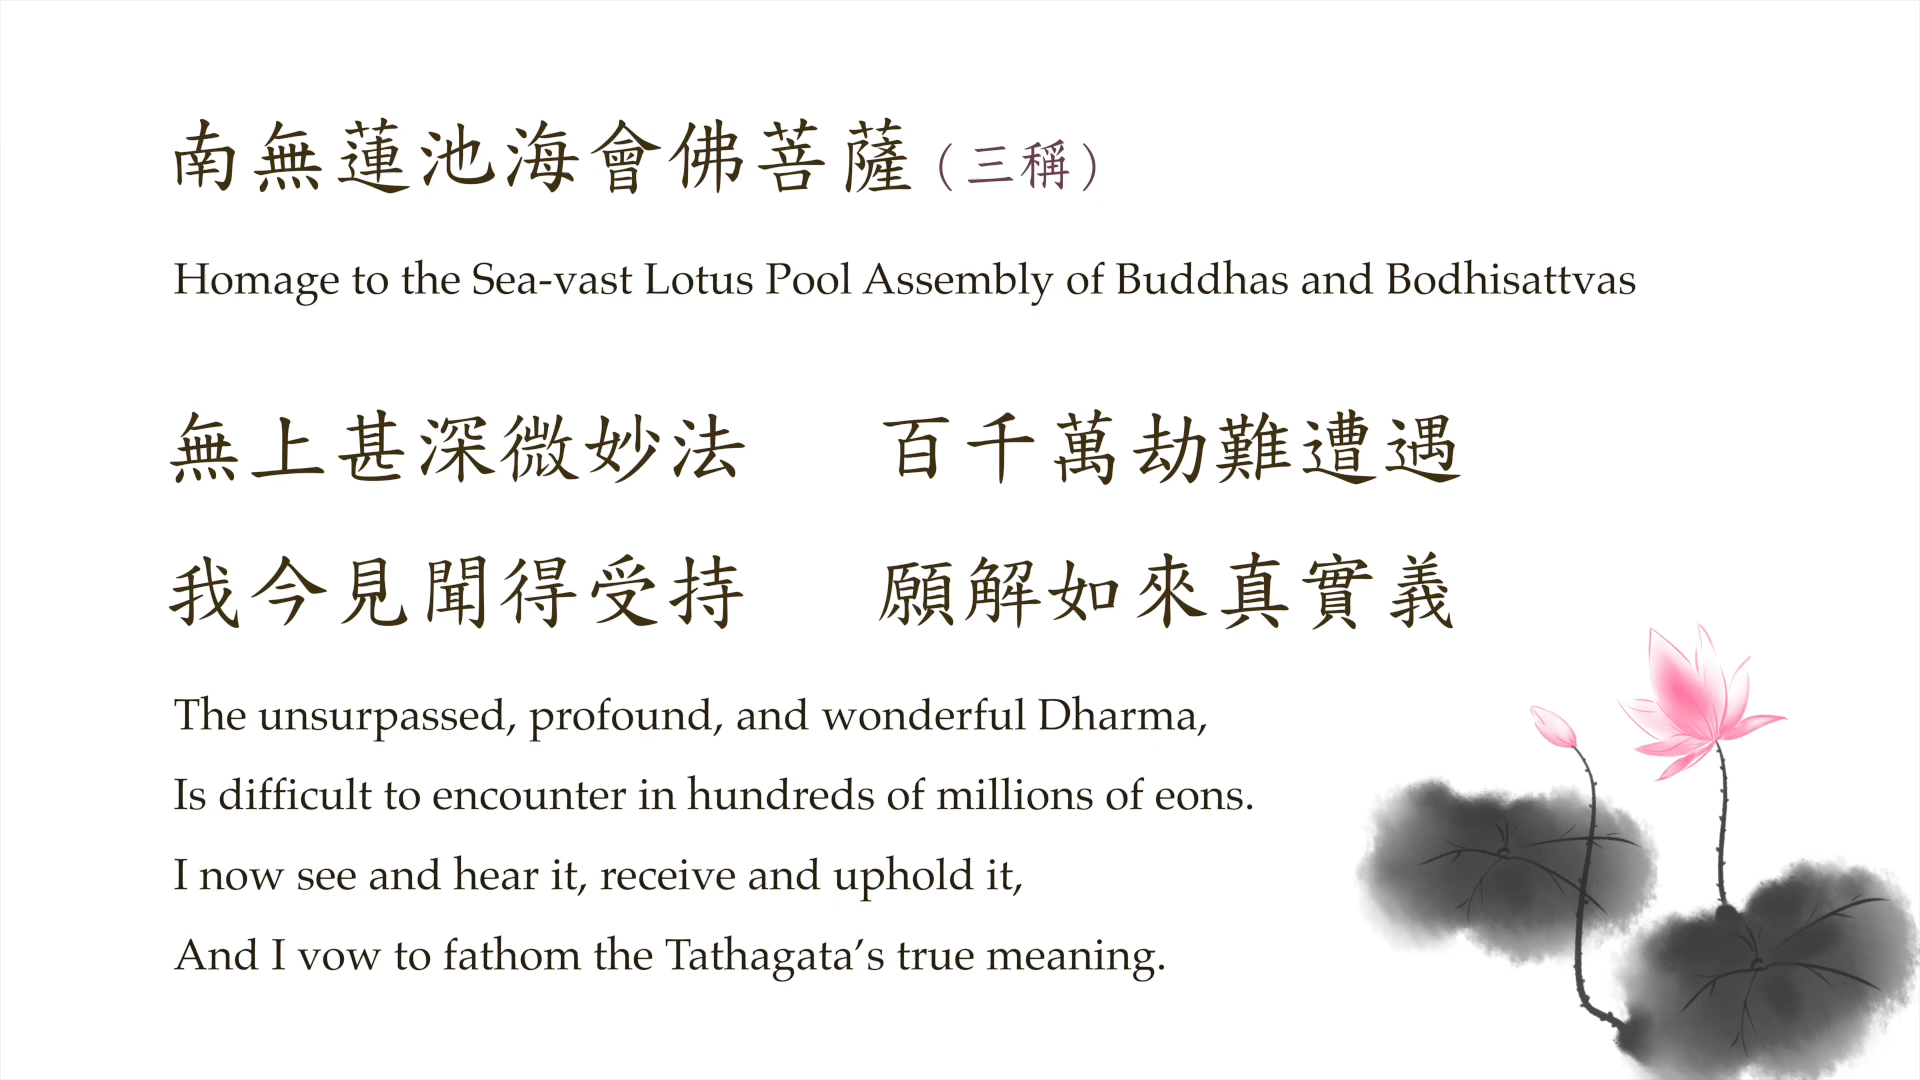 南無蓮池海會佛菩薩（三稱）
Homage to the Sea-vast Lotus Pool Assembly of Buddhas and Bodhisattvas
無上甚深微妙法　百千萬劫難遭遇
我今見聞得受持　願解如來真實義
The unsurpassed, profound, and wonderful Dharma,
Is difficult to encounter in hundreds of millions of eons.
I now see and hear it, receive and uphold it,
And I vow to fathom the Tathagata’s true meaning.